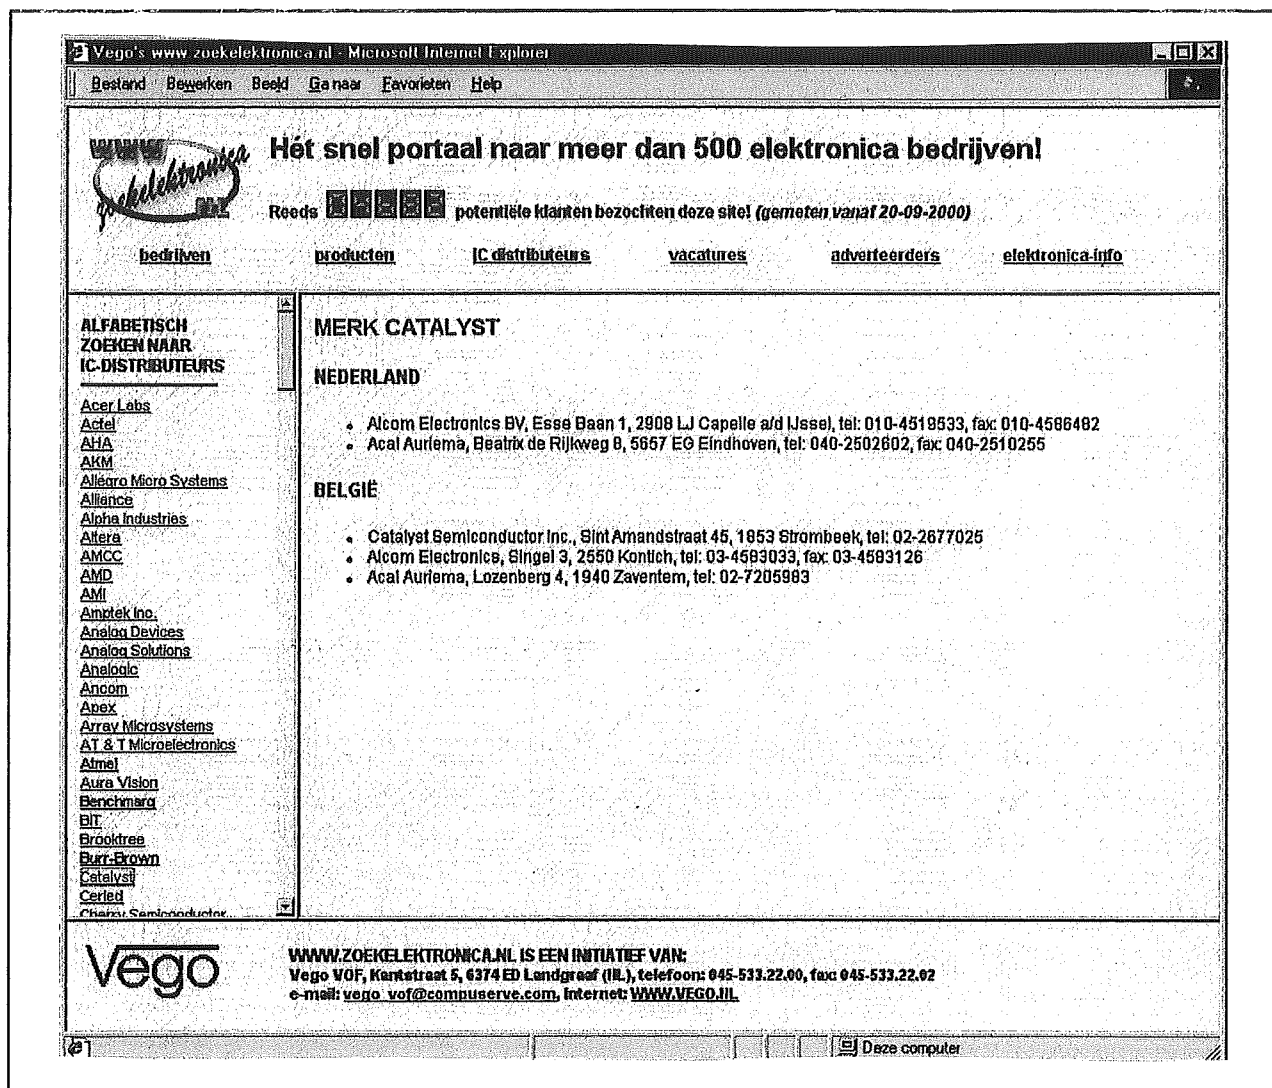 Vego's www.zoekelektronica.nl - Microsoft Internet Explorer
Bestand Bewerken Beeld Ga naar Favorieten Help
www zoekelektronica nl
Hét snel portaal naar meer dan 500 elektronica bedrijven!
Reeds potentiële klanten bezochten deze site! (gemeten vanaf 20-09-2000)
bedrijven producten IC distributeurs vacatures adverteerders elektronica-info
ALFABETISCH
ZOEKEN NAAR
IC-DISTRIBUTEURS
Acer Labs
Actel
AHA
AKM
Allegro Micro Systems
Alliance
Alpha Industries
Altera
AMCC
AMD
AMI
Amptek Inc.
Analog Devices
Analog Solutions
Analogic
Ancom
Apex
Array Microsystems
AT & T Microelectronics
Atmel
Aura Vision
Benchmarq
BIT
Brooktree
Burr-Brown
Catalyst
Cerled
Cherry Semiconductor
MERK CATALYST
NEDERLAND
• Alcom Electronics BV, Esse Baan 1, 2908 LJ Capelle a/d IJssel, tel: 010-4519533, fax: 010-4586482
• Acal Auriema, Beatrix de Rijkweg 8, 5657 EG Eindhoven, tel: 040-2502602, fax: 040-2510255
BELGIË
• Catalyst Semiconductor Inc., Sint Amandstraat 45, 1853 Strombeek, tel: 02-2677025
• Alcom Electronics, Singel 3, 2550 Kontich, tel: 03-4583033, fax: 03-4583126
• Acal Auriema, Lozenberg 4, 1940 Zaventem, tel: 02-7205983
Vego
WWW.ZOEKELEKTRONICA.NL IS EEN INITIATIEF VAN:
Vego VOF, Kantstraat 5, 6374 ED Landgraaf (NL), telefoon: 045-533.22.00, fax: 045-533.22.02
e-mail: vego_vof@compuserve.com, internet: WWW.VEGO.NL
Deze computer